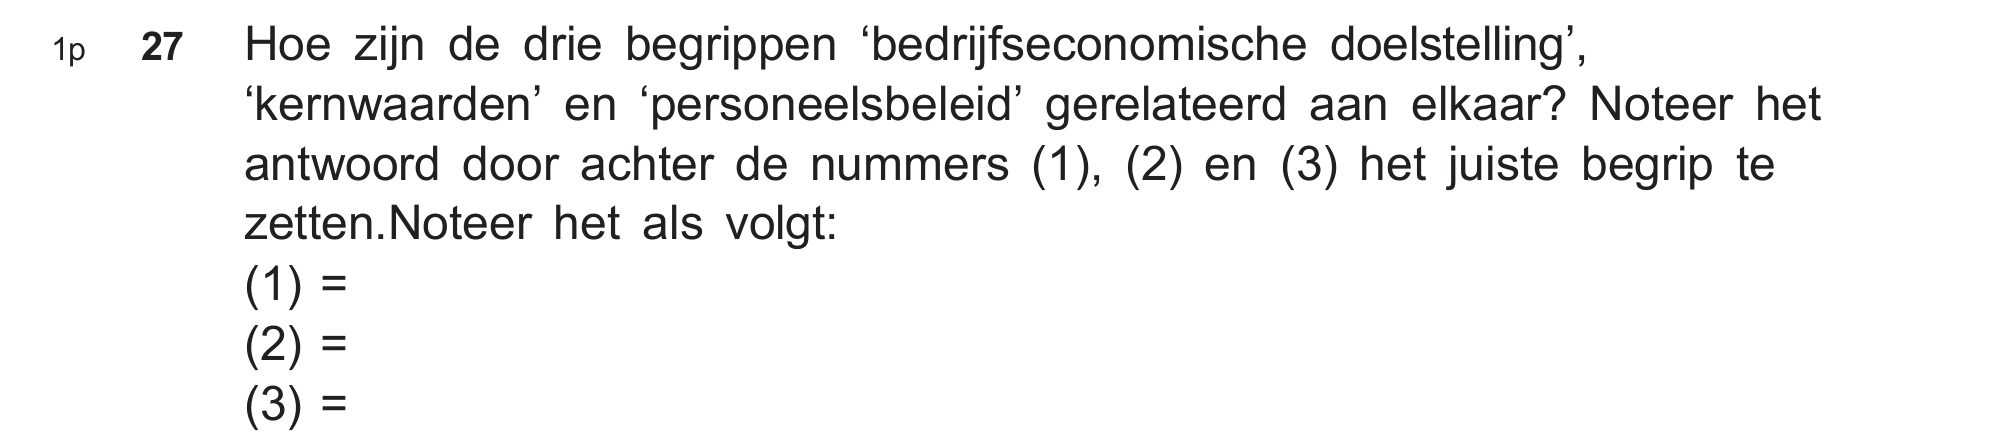 1p 27 Hoe zijn de drie begrippen ‘bedrijfseconomische doelstelling’,
‘kernwaarden’ en ‘personeelsbeleid’ gerelateerd aan elkaar? Noteer het
antwoord door achter de nummers (1), (2) en (3) het juiste begrip te
zetten.Noteer het als volgt:
(1) =
(2) =
(3) =